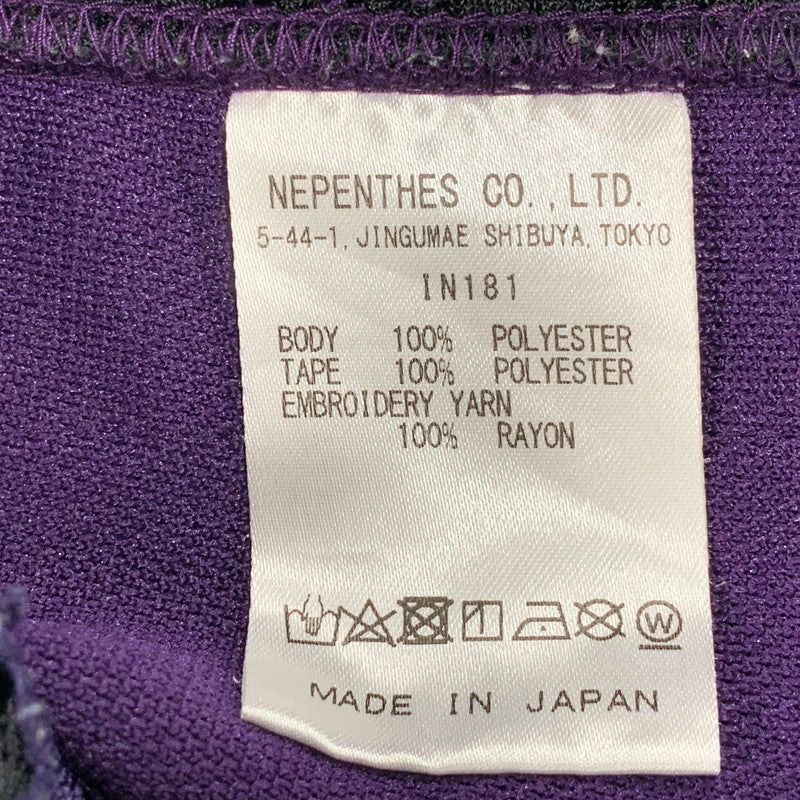 NEPENTHES CO., LTD.
5-44-1, JINGUMAE SHIBUYA, TOKYO
IN181
BODY 100% POLYESTER
TAPE 100% POLYESTER
EMBROIDERY YARN
100% RAYON
W
MADE IN JAPAN